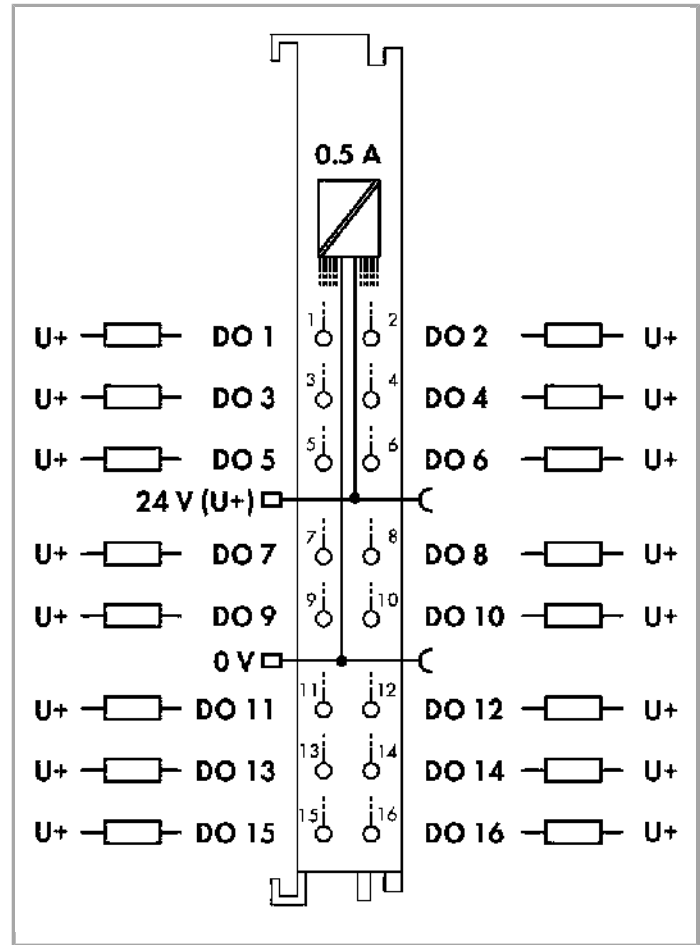 0.5 A
1 2
U+ DO 1 DO 2 U+
3 4
U+ DO 3 DO 4 U+
5 6
U+ DO 5 DO 6 U+
24 V (U+)
7 8
U+ DO 7 DO 8 U+
9 10
U+ DO 9 DO 10 U+
0 V
11 12
U+ DO 11 DO 12 U+
13 14
U+ DO 13 DO 14 U+
15 16
U+ DO 15 DO 16 U+